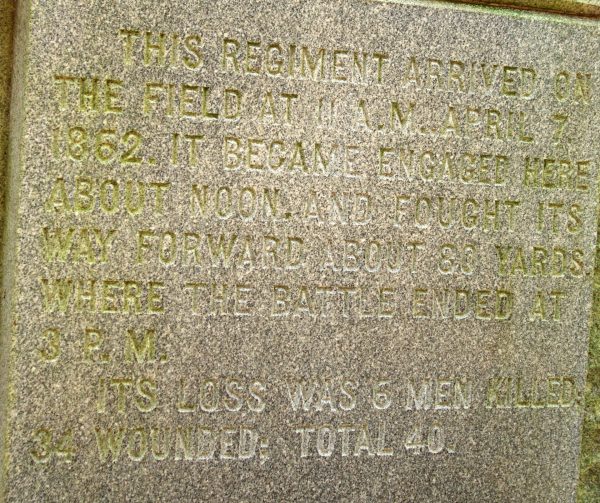 THIS REGIMENT ARRIVED ON
THE FIELD AT 11 A.M. APRIL 7
1862. IT BECAME ENGAGED HERE
ABOUT NOON. AND FOUGHT ITS
WAY FORWARD ABOUT YARDS,
WHERE THE BATTLE ENDED AT
3 P. M.
ITS LOSS WAS 6 MEN KILLED;
34 WOUNDED; TOTAL 40.